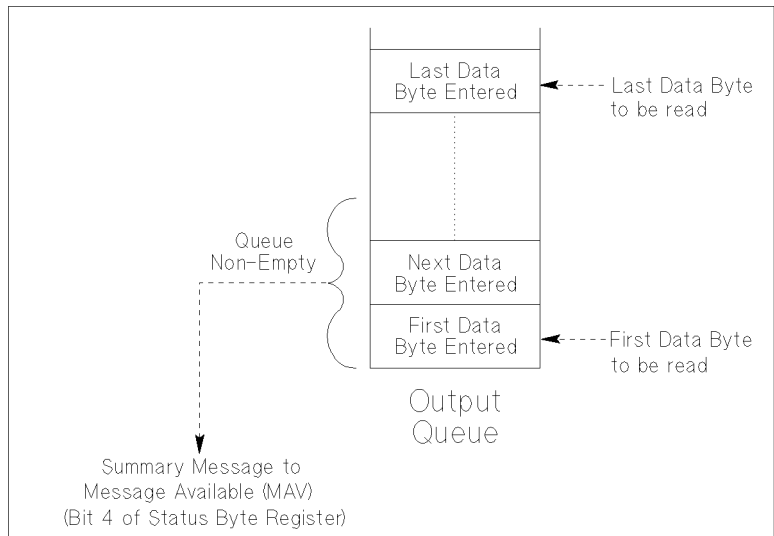 Last Data
Byte Entered
Last Data Byte
to be read
Queue
Non-Empty
Next Data
Byte Entered
First Data
Byte Entered
First Data Byte
to be read
Output
Queue
Summary Message to
Message Available (MAV)
(Bit 4 of Status Byte Register)